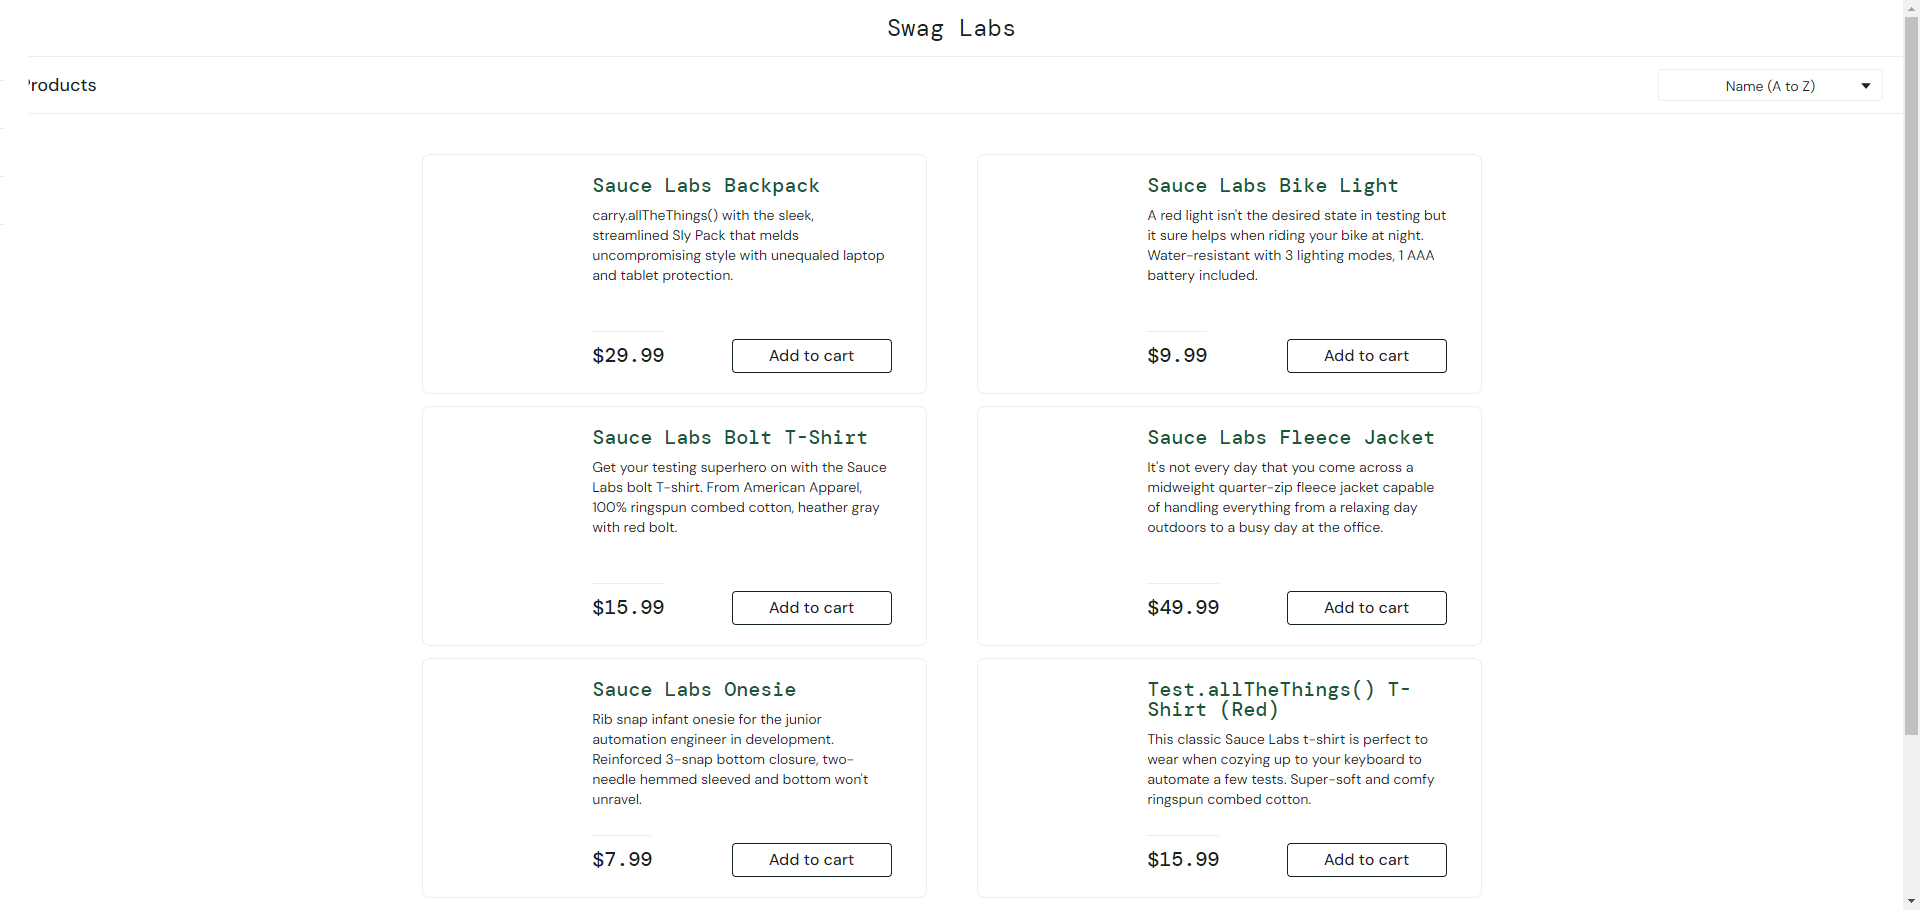 Swag Labs
Products
Name (A to Z)
Sauce Labs Backpack
carry.allTheThings() with the sleek,
streamlined Sly Pack that melds
uncompromising style with unequaled laptop
and tablet protection.
$29.99
Add to cart
Sauce Labs Bike Light
A red light isn't the desired state in testing but
it sure helps when riding your bike at night.
Water-resistant with 3 lighting modes, 1 AAA
battery included.
$9.99
Add to cart
Sauce Labs Bolt T-Shirt
Get your testing superhero on with the Sauce
Labs bolt T-shirt. From American Apparel,
100% ringspun combed cotton, heather gray
with red bolt.
$15.99
Add to cart
Sauce Labs Fleece Jacket
It's not every day that you come across a
midweight quarter-zip fleece jacket capable
of handling everything from a relaxing day
outdoors to a busy day at the office.
$49.99
Add to cart
Sauce Labs Onesie
Rib snap infant onesie for the junior
automation engineer in development.
Reinforced 3-snap bottom closure, two-
needle hemmed sleeved and bottom won't
unravel.
$7.99
Add to cart
Test.allTheThings() T-
Shirt (Red)
This classic Sauce Labs t-shirt is perfect to
wear when cozying up to your keyboard to
automate a few tests. Super-soft and comfy
ringspun combed cotton.
$15.99
Add to cart